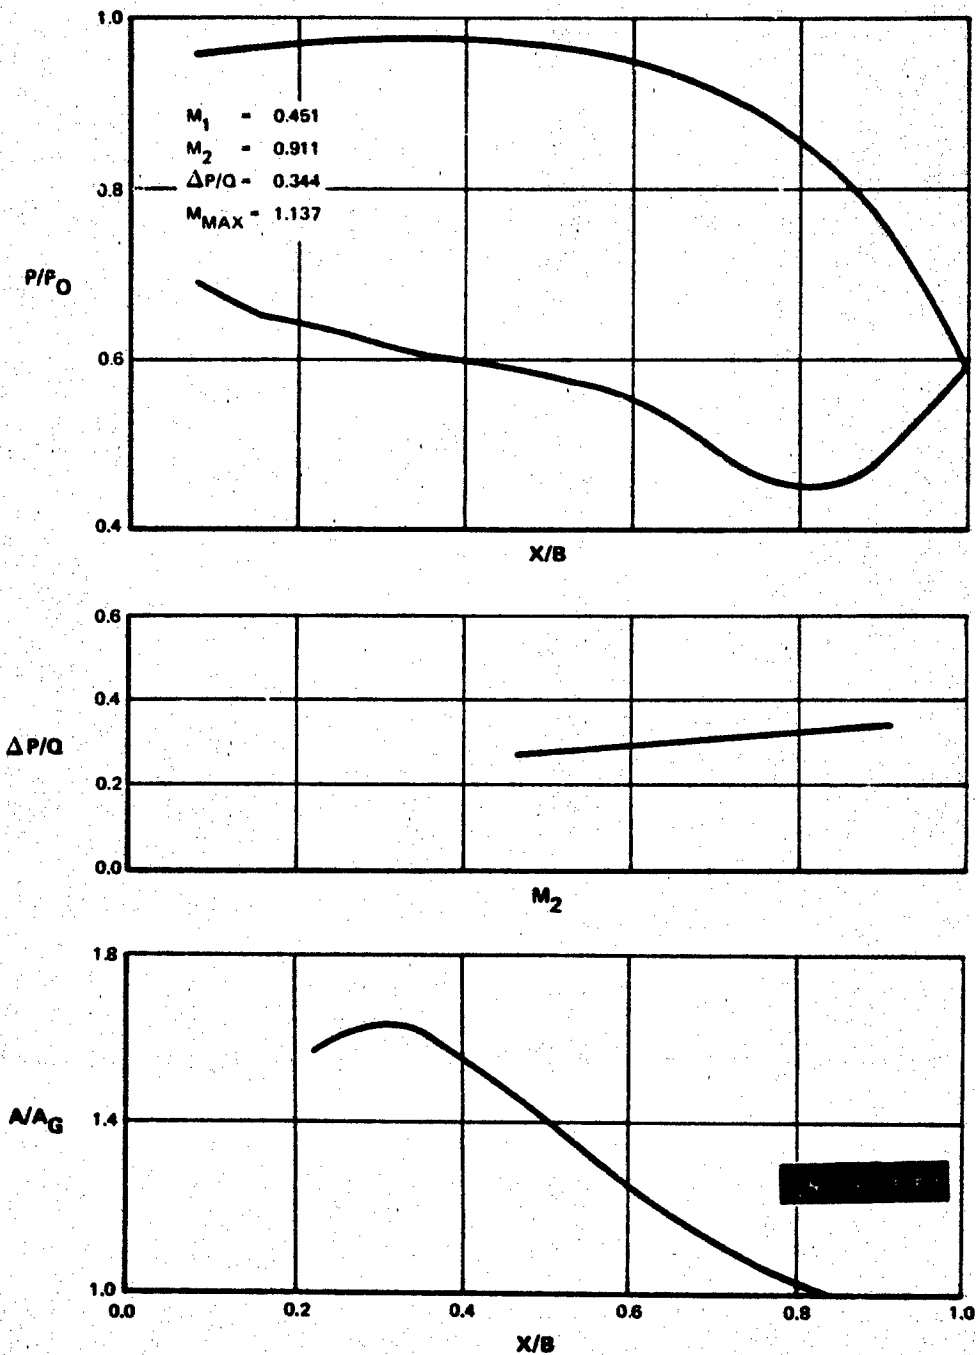 1.0
M1 = 0.451
M2 = 0.911
ΔP/Q = 0.344
MMAX = 1.137
0.8
P/PO
0.6
0.4
X/B
0.6
0.4
ΔP/Q
0.2
0.0
M2
1.8
A/AG
1.4
1.0
0.0 0.2 0.4 0.6 0.8 1.0
X/B